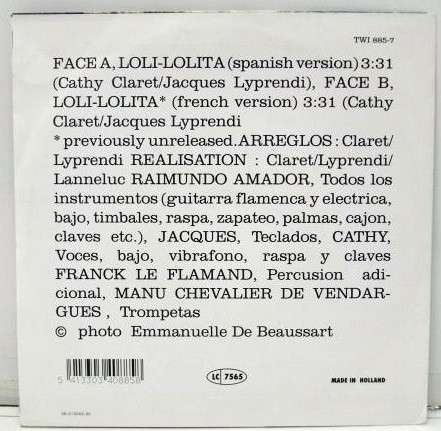 TWI 885-7
FACE A, LOLI-LOLITA (spanish version) 3:31
(Cathy Claret/Jacques Lyprendi), FACE B,
LOLI-LOLITA* (french version) 3:31 (Cathy
Claret/Jacques Lyprendi
* previously unreleased. ARREGLOS : Claret/
Lyprendi REALISATION : Claret/Lyprendi/
Lanneluc RAIMUNDO AMADOR, Todos los
instrumentos (guitarra flamenca y electrica,
bajo, timbales, raspa, zapateo, palmas, cajon,
claves etc.), JACQUES, Teclados, CATHY,
Voces, bajo, vibrafono, raspa y claves
FRANCK LE FLAMAND, Percusion adi-
cional, MANU CHEVALIER DE VENDAR-
GUES , Trompetas
© photo Emmanuelle De Beaussart
5 413303 408858
LC 7565
MADE IN HOLLAND